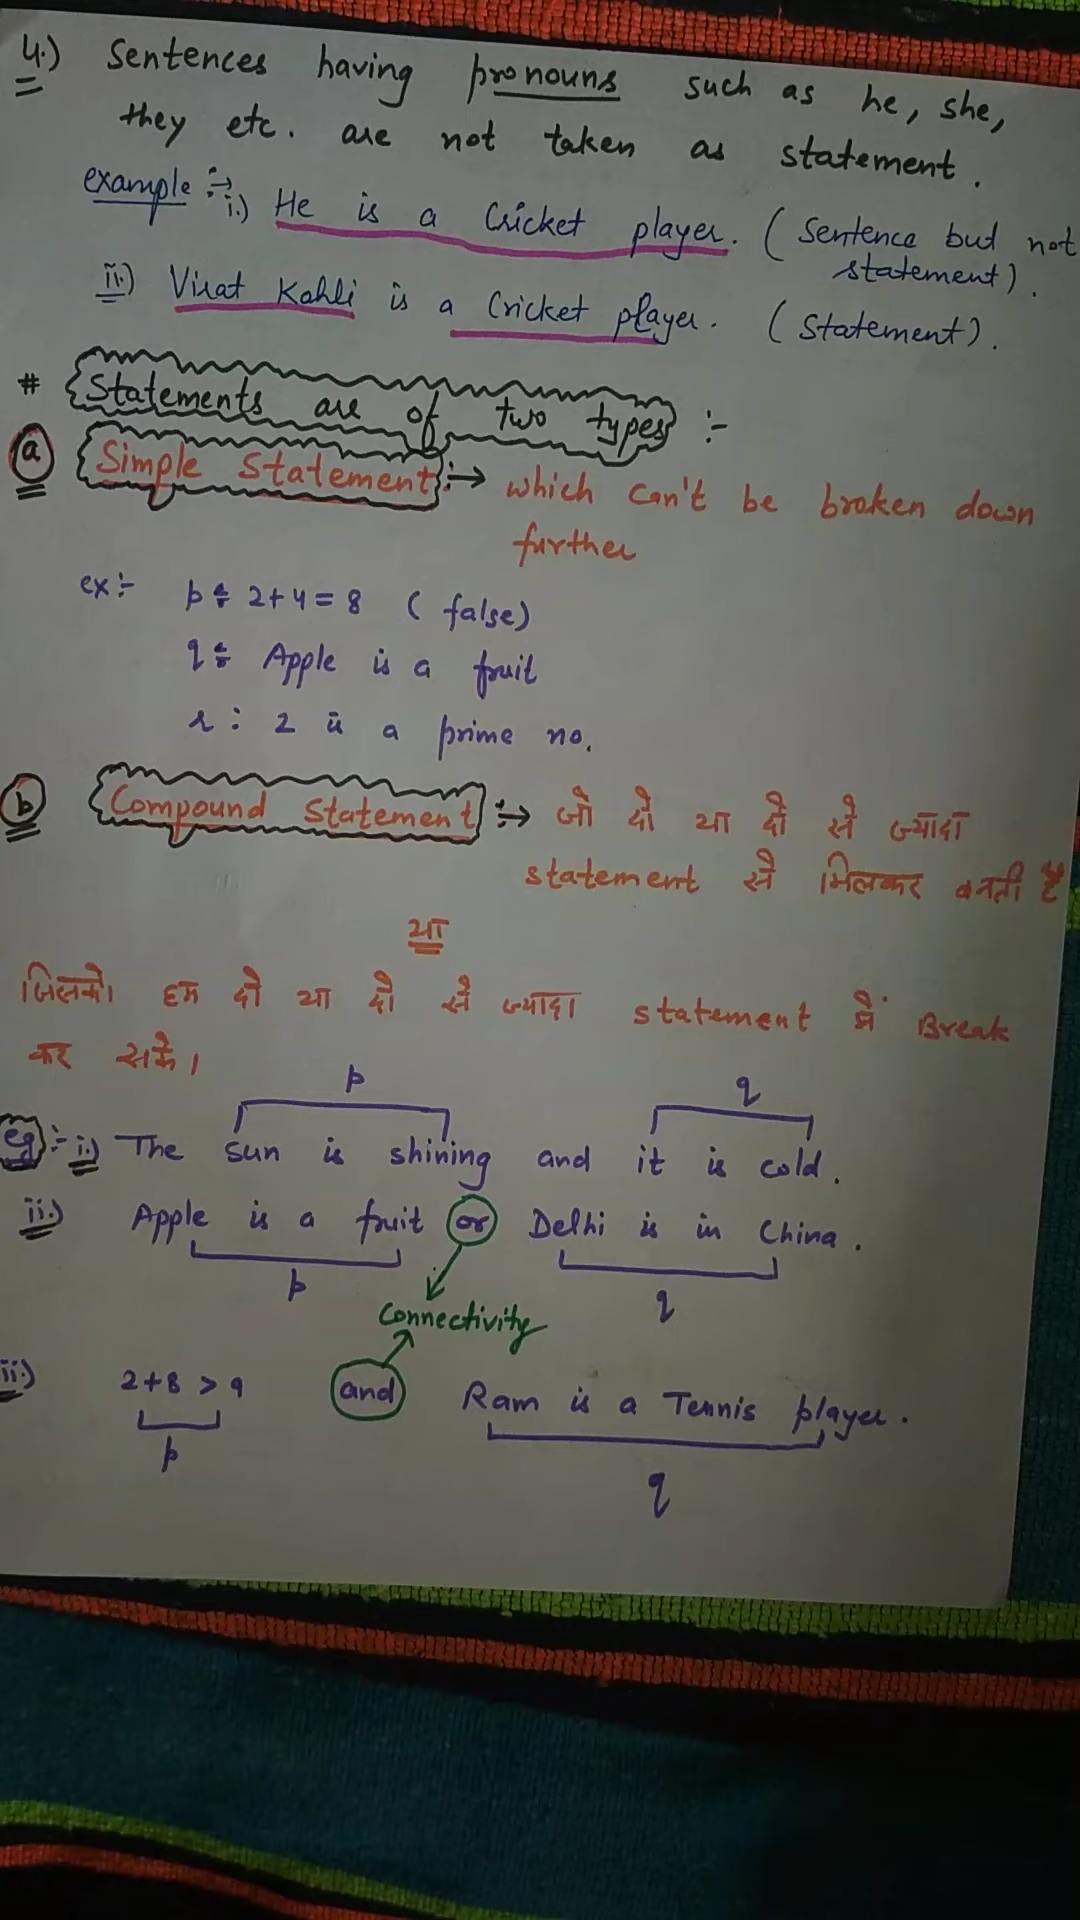 4.) Sentences having pronouns such as he, she,
they etc. are not taken as statement.
example :→ i.) He is a Cricket player. (Sentence but not
statement).
ii.) Virat Kohli is a Cricket player. (Statement).
# Statements are of two types :-
a Simple Statement :→ which can't be broken down
further
ex:- p : 2+4=8 (false)
q : Apple is a fruit
r : 2 is a prime no.
b Compound Statement :→ जो दो या दो से ज्यादा
statement से मिलकर बनती है
या
जिसको हम दो या दो से ज्यादा statement में Break
कर सके।
p q
eg :- i.) The sun is shining and it is cold.
ii.) Apple is a fruit or Delhi is in China.
p q
Connectivity
ii.) 2+8 > 9 and Ram is a Tennis player.
p q